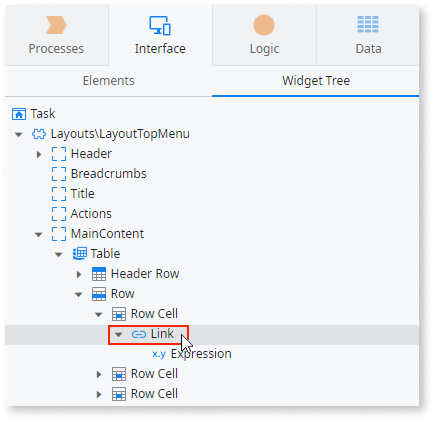 Processes Interface Logic Data
Elements Widget Tree
Task
Layouts\LayoutTopMenu
Header
Breadcrumbs
Title
Actions
MainContent
Table
Header Row
Row
Row Cell
Link
x.y Expression
Row Cell
Row Cell